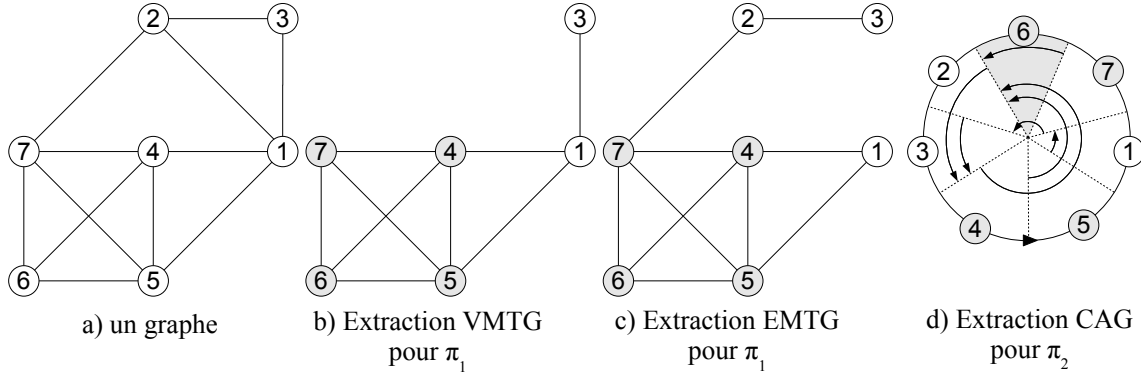 2 3
7 4 1
6 5
a) un graphe
3
7 4 1
6 5
b) Extraction VMTG
pour π₁
2 3
7 4 1
6 5
c) Extraction EMTG
pour π₁
6
2 7
3 1
4 5
d) Extraction CAG
pour π₂